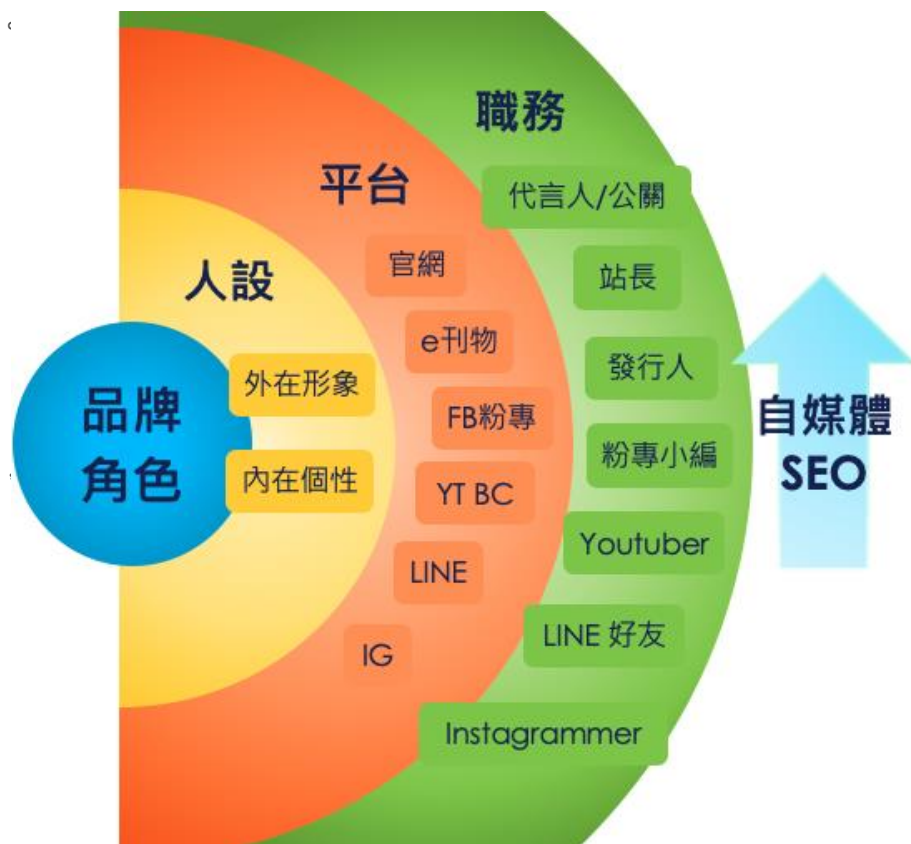 職務
平台
代言人/公關
官網
站長
人設
e刊物
發行人
外在形象
品牌
角色
FB粉專
粉專小編
內在個性
YT BC
Youtuber
LINE
LINE 好友
IG
Instagrammer
自媒體
SEO